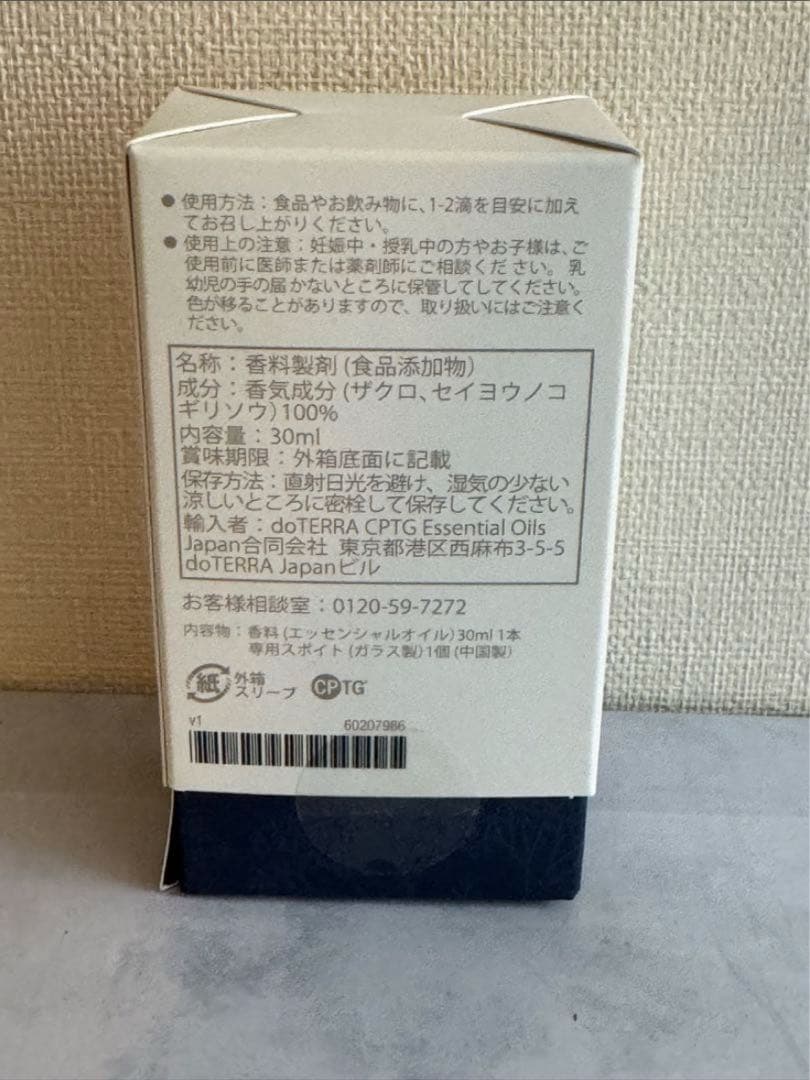 ● 使用方法：食品やお飲み物に、1-2滴を目安に加え
てお召し上がりください。
● 使用上の注意：妊娠中・授乳中の方やお子様は、ご
使用前に医師または薬剤師にご相談ください。 乳
幼児の手の届かないところに保管してしてください。
色が移ることがありますので、取り扱いにはご注意く
ださい。
名称：香料製剤 (食品添加物)
成分：香気成分 (ザクロ、セイヨウノコ
ギリソウ) 100%
内容量：30ml
賞味期限：外箱底面に記載
保存方法：直射日光を避け、湿気の少ない
涼しいところに密栓して保存してください。
輸入者：doTERRA CPTG Essential Oils
Japan合同会社 東京都港区西麻布3-5-5
doTERRA Japanビル
お客様相談室：0120-59-7272
内容物：香料 (エッセンシャルオイル) 30ml 1本
専用スポイト (ガラス製) 1個 (中国製)
紙 外箱
スリーブ
CPTG
v1 60207986